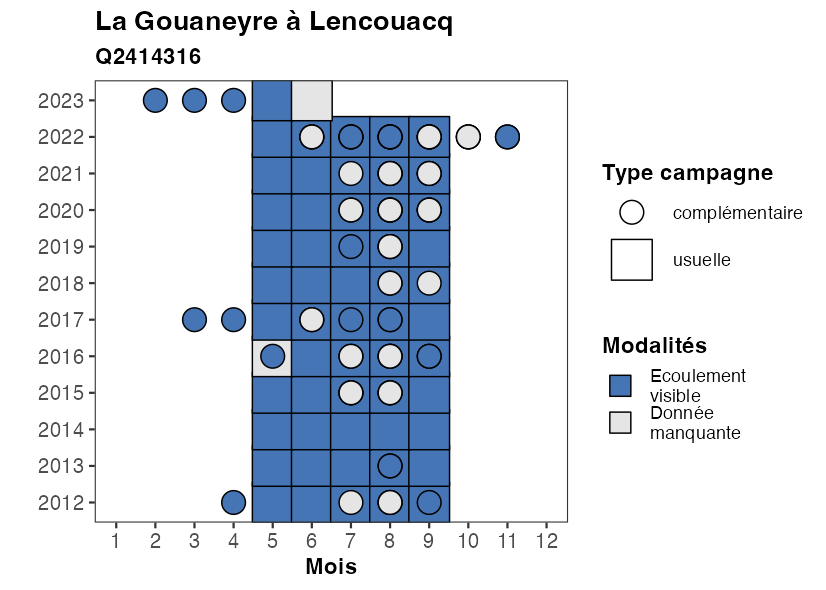 La Gouaneyre à Lencouacq
Q2414316
2023
2022
2021
2020
2019
2018
2017
2016
2015
2014
2013
2012
1 2 3 4 5 6 7 8 9 10 11 12
Mois
Type campagne
complémentaire
usuelle
Modalités
Ecoulement
visible
Donnée
manquante